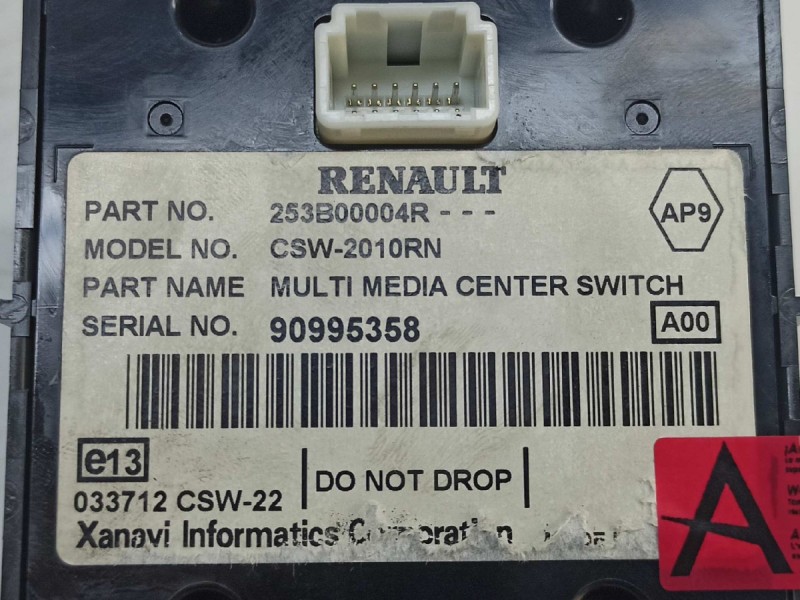 RENAULT
PART NO. 253B00004R - - -
AP9
MODEL NO. CSW-2010RN
PART NAME MULTI MEDIA CENTER SWITCH
SERIAL NO. 90995358
A00
e13
DO NOT DROP
033712 CSW-22
Xanavi Informatics Corporation
A